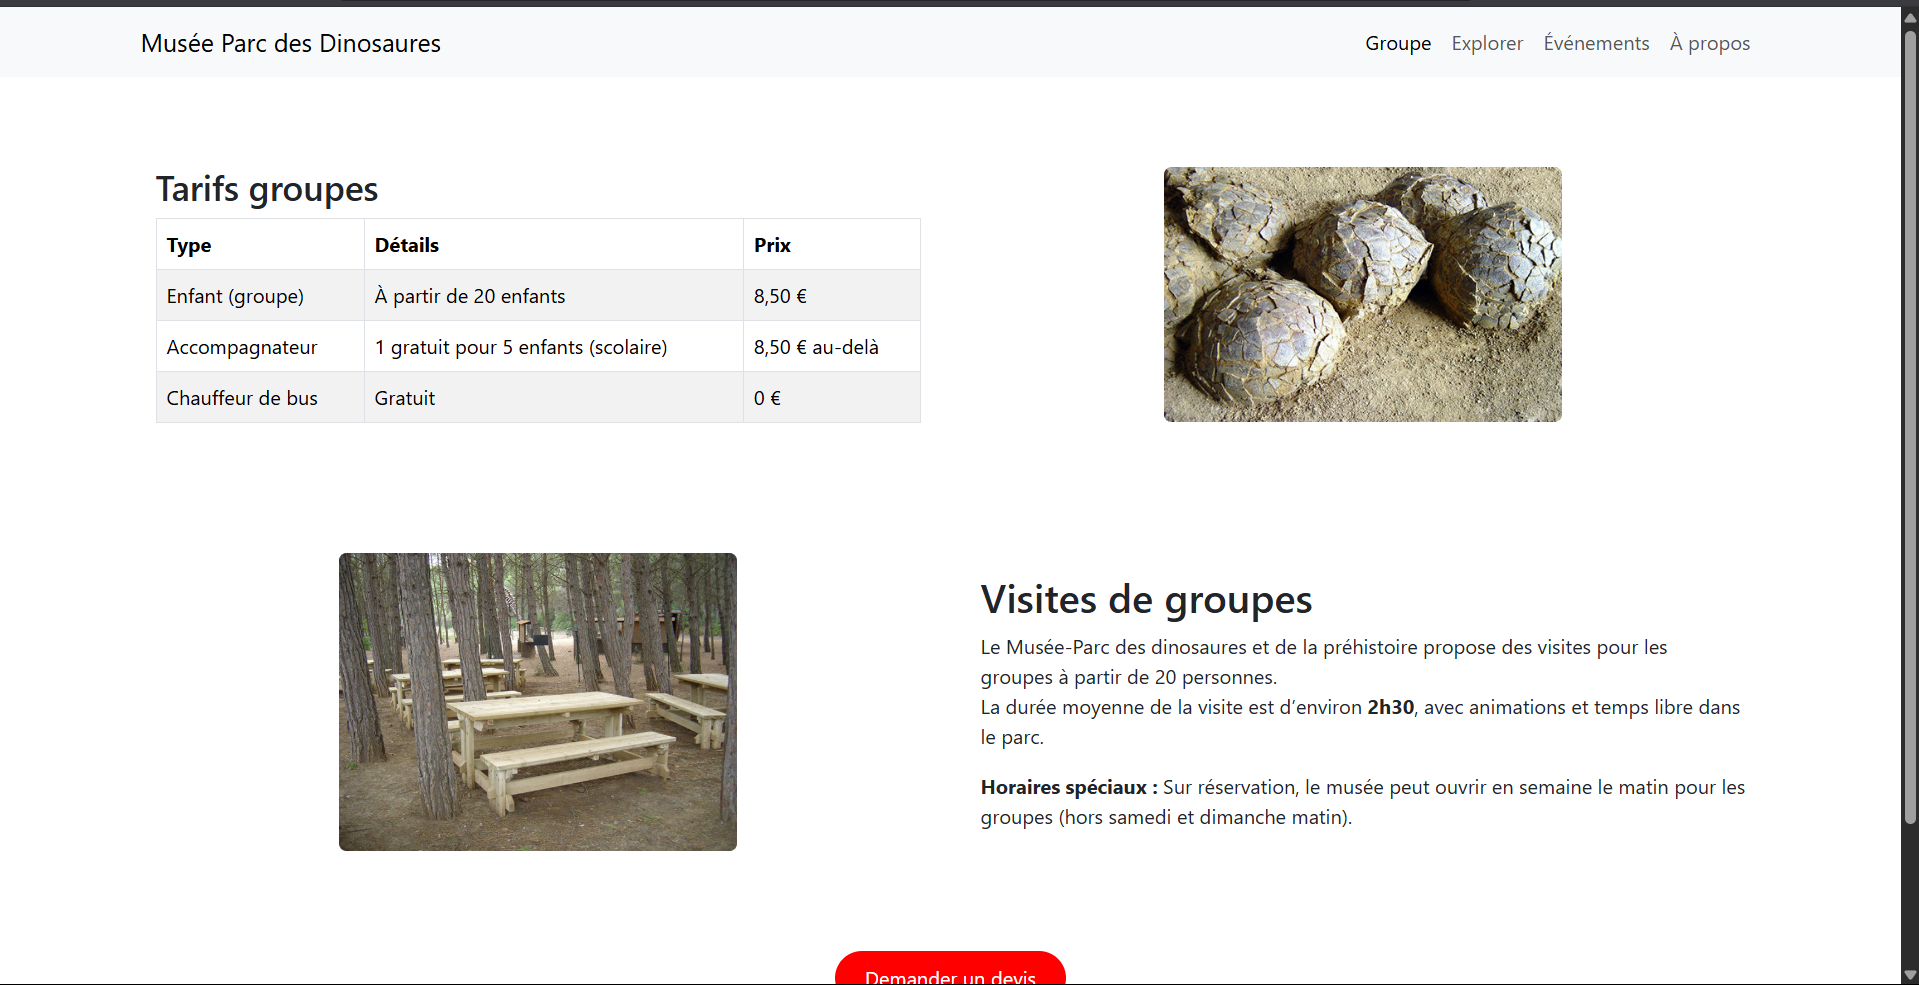 Musée Parc des Dinosaures
Groupe Explorer Événements À propos
Tarifs groupes
Type Détails Prix
Enfant (groupe) À partir de 20 enfants 8,50 €
Accompagnateur 1 gratuit pour 5 enfants (scolaire) 8,50 € au-delà
Chauffeur de bus Gratuit 0 €
Visites de groupes
Le Musée-Parc des dinosaures et de la préhistoire propose des visites pour les
groupes à partir de 20 personnes.
La durée moyenne de la visite est d’environ 2h30, avec animations et temps libre dans
le parc.
Horaires spéciaux : Sur réservation, le musée peut ouvrir en semaine le matin pour les
groupes (hors samedi et dimanche matin).
Demander un devis